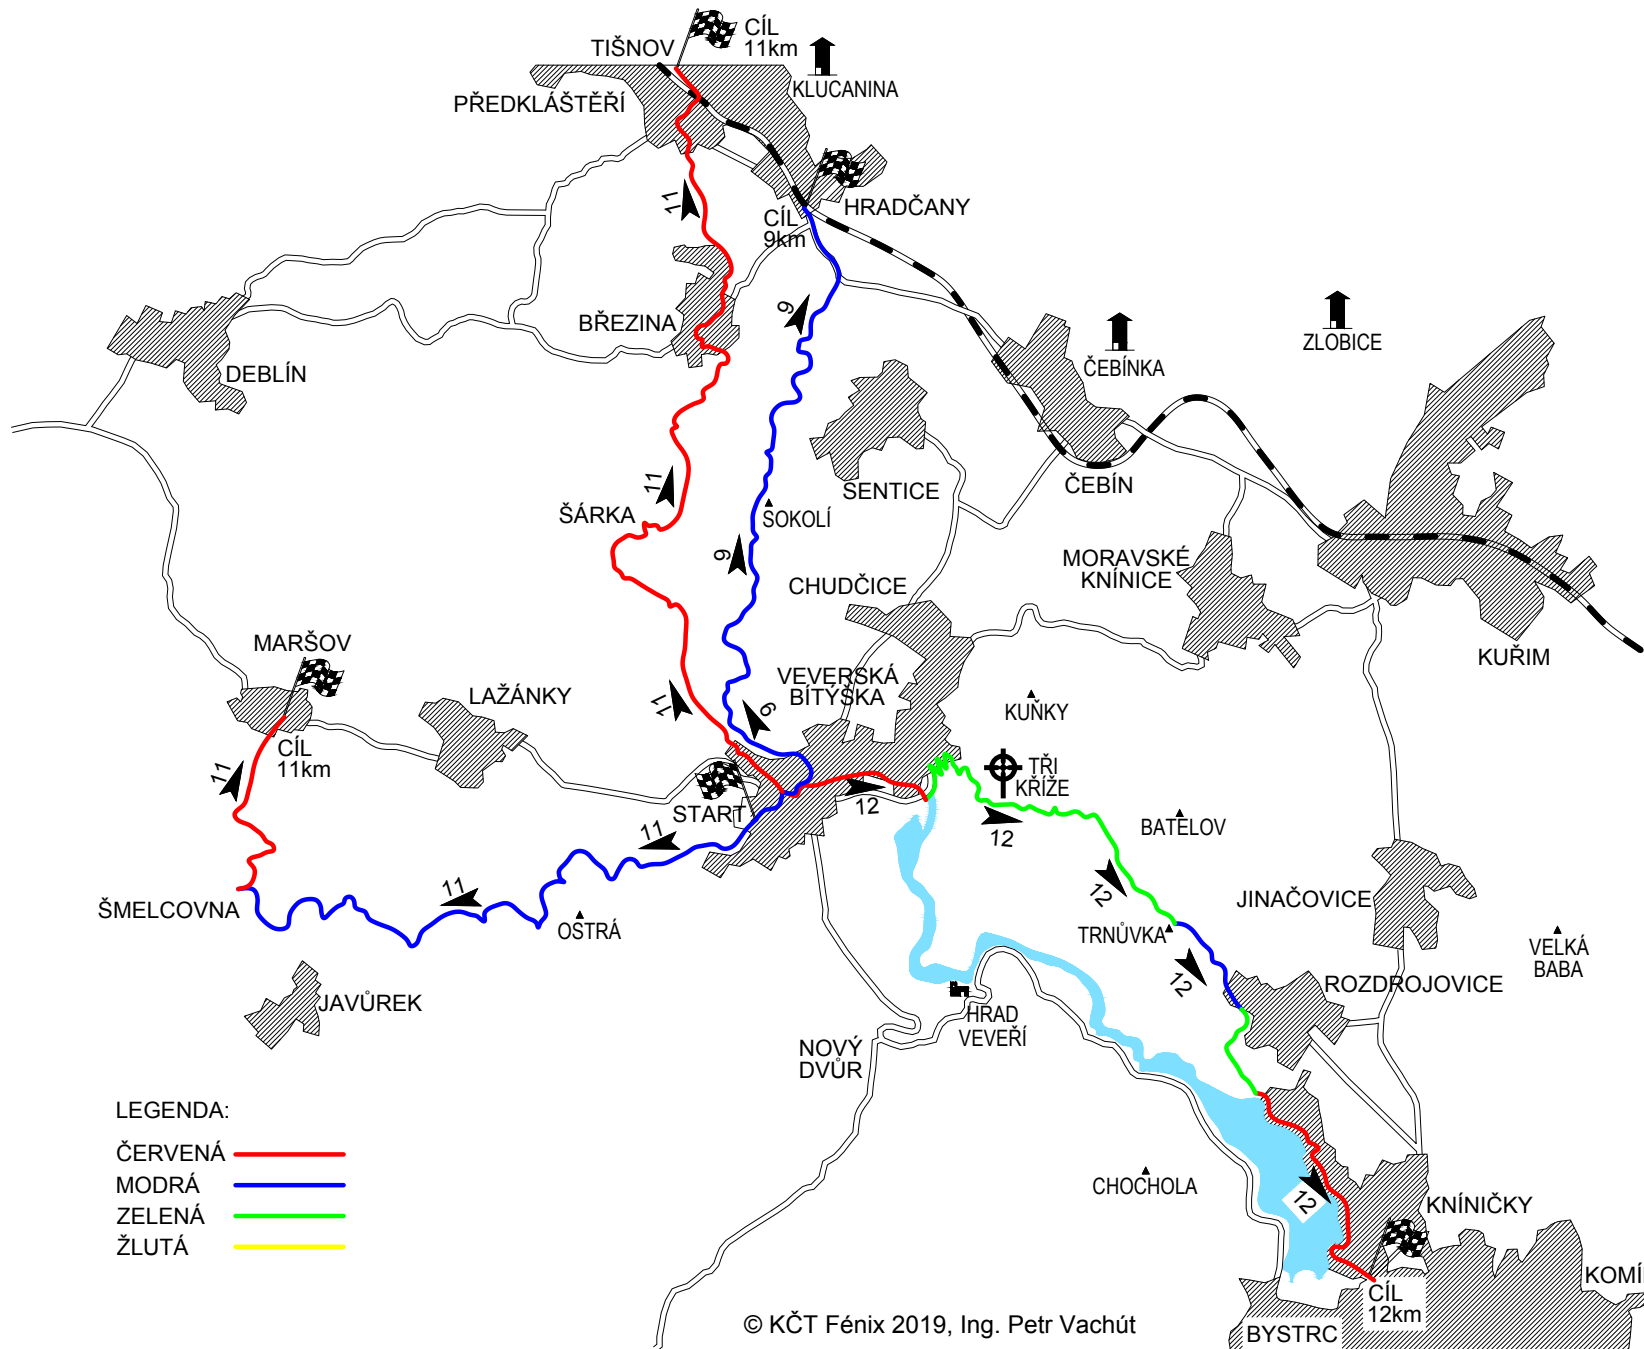 CÍL
11km
TIŠNOV
KLUCANINA
PŘEDKLÁŠTĚŘÍ
11
HRADČANY
CÍL
9km
BŘEZINA
9
ZLOBICE
ČEBÍNKA
DEBLÍN
11
SENTICE
ČEBÍN
ŠÁRKA
SOKOLÍ
9
MORAVSKÉ
KNÍNICE
CHUDČICE
MARŠOV
KUŘIM
LAŽÁNKY
VEVERSKÁ
BÍTÝŠKA
11
9
KUŇKY
CÍL
11km
11
TŘI
KŘÍŽE
START
12
11
12
BATELOV
11
12
ŠMELCOVNA
OSTRÁ
JINAČOVICE
TRNŮVKA
VELKÁ
BABA
12
JAVŮREK
ROZDROJOVICE
HRAD
VEVEŘÍ
NOVÝ
DVŮR
LEGENDA:
ČERVENÁ
MODRÁ
ZELENÁ
ŽLUTÁ
CHOCHOLA
12
KNÍNIČKY
KOMÍ
CÍL
12km
BYSTRC
© KČT Fénix 2019, Ing. Petr Vachút